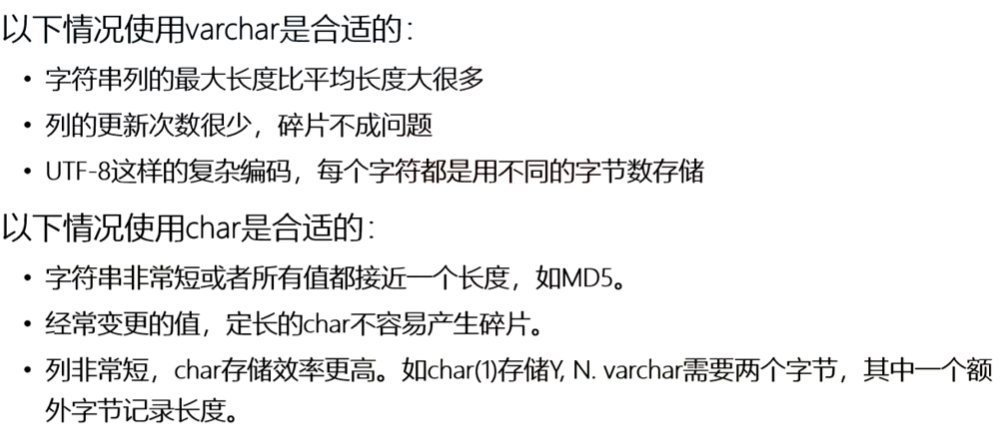 以下情况使用varchar是合适的：
• 字符串列的最大长度比平均长度大很多
• 列的更新次数很少，碎片不成问题
• UTF-8这样的复杂编码，每个字符都是用不同的字节数存储
以下情况使用char是合适的：
• 字符串非常短或者所有值都接近一个长度，如MD5。
• 经常变更的值，定长的char不容易产生碎片。
• 列非常短，char存储效率更高。如char(1)存储Y, N. varchar需要两个字节，其中一个额
外字节记录长度。